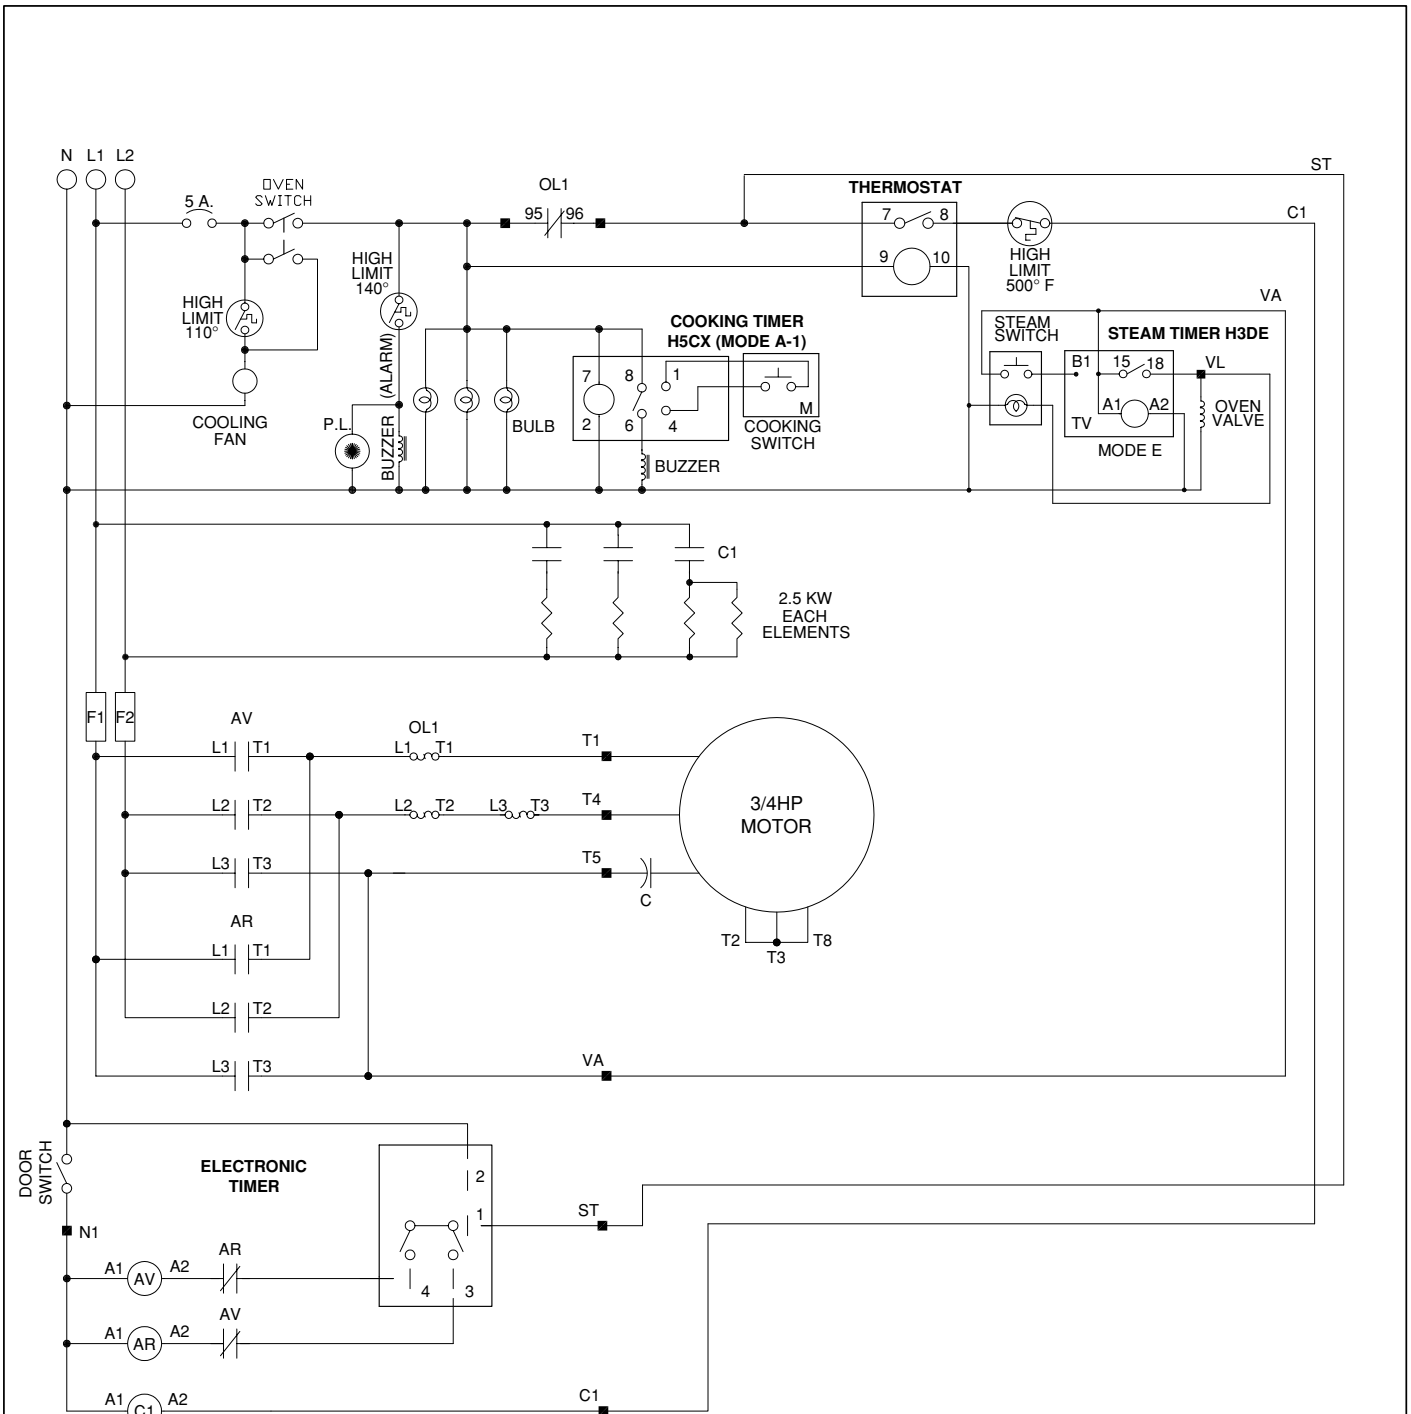 N L1 L2
ST
5 A.
OVEN
SWITCH
OL1
95 96
THERMOSTAT
7 8
9 10
HIGH
LIMIT
500° F
C1
HIGH
LIMIT
140°
HIGH
LIMIT
110°
(ALARM)
COOLING
FAN
P.L.
BUZZER
BULB
COOKING TIMER
H5CX (MODE A-1)
7 8 1
2 6 4
M
COOKING
SWITCH
BUZZER
VA
STEAM
SWITCH
STEAM TIMER H3DE
B1 15 18
VL
TV A1 A2
MODE E
OVEN
VALVE
C1
2.5 KW
EACH
ELEMENTS
F1 F2
AV
L1 T1
OL1
L1 T1
T1
L2 T2
L2 T2
L3 T3
T4
L3 T3
T5
C
3/4HP
MOTOR
T2 T8
T3
AR
L1 T1
L2 T2
L3 T3
VA
DOOR
SWITCH
ELECTRONIC
TIMER
2
1
ST
N1
4 3
A1 AV A2
AR
A1 AR A2
AV
A1 C1 A2
C1